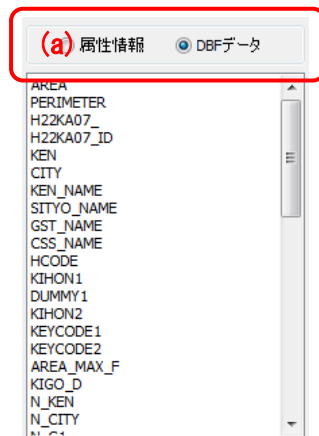 (a) 属性情報 DBFデータ
AREA
PERIMETER
H22KA07_
H22KA07_ID
KEN
CITY
KEN_NAME
SITYO_NAME
GST_NAME
CSS_NAME
HCODE
KIHON1
DUMMY1
KIHON2
KEYCODE1
KEYCODE2
AREA_MAX_F
KIGO_D
N_KEN
N_CITY